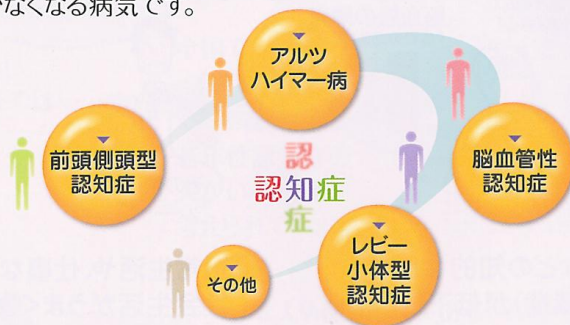 なくなる病気です。
アルツ
ハイマー病
前頭側頭型
認知症
認
認知症
症
脳血管性
認知症
レビー
小体型
認知症
その他